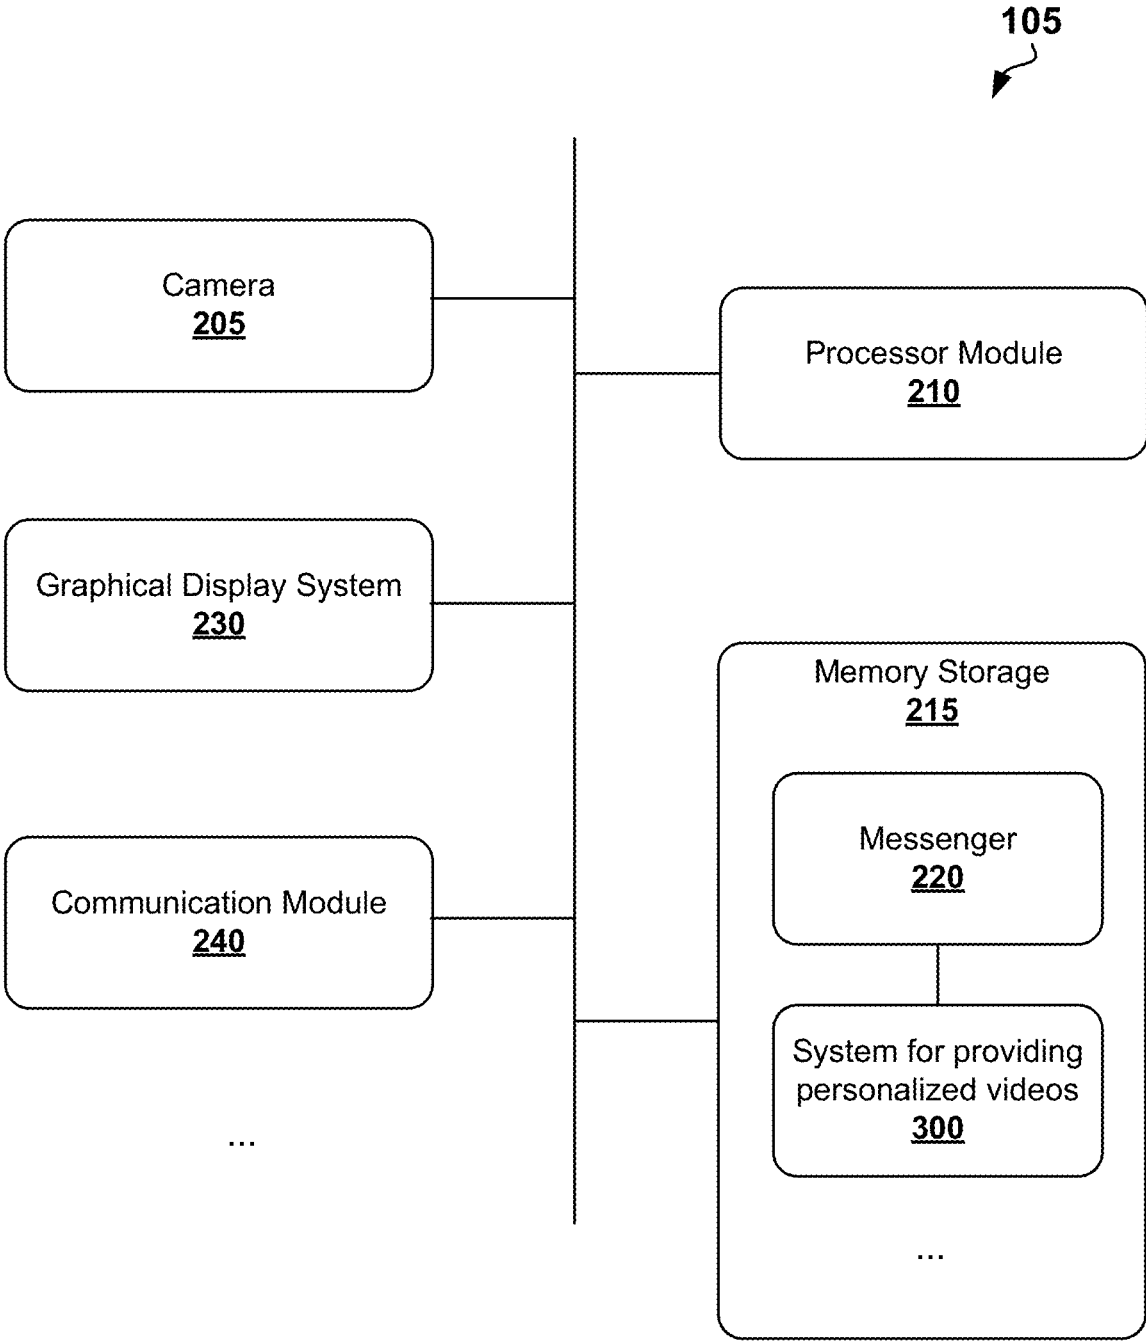 105
Camera
205
Processor Module
210
Graphical Display System
230
Memory Storage
215
Messenger
220
Communication Module
240
System for providing
personalized videos
300
...
...